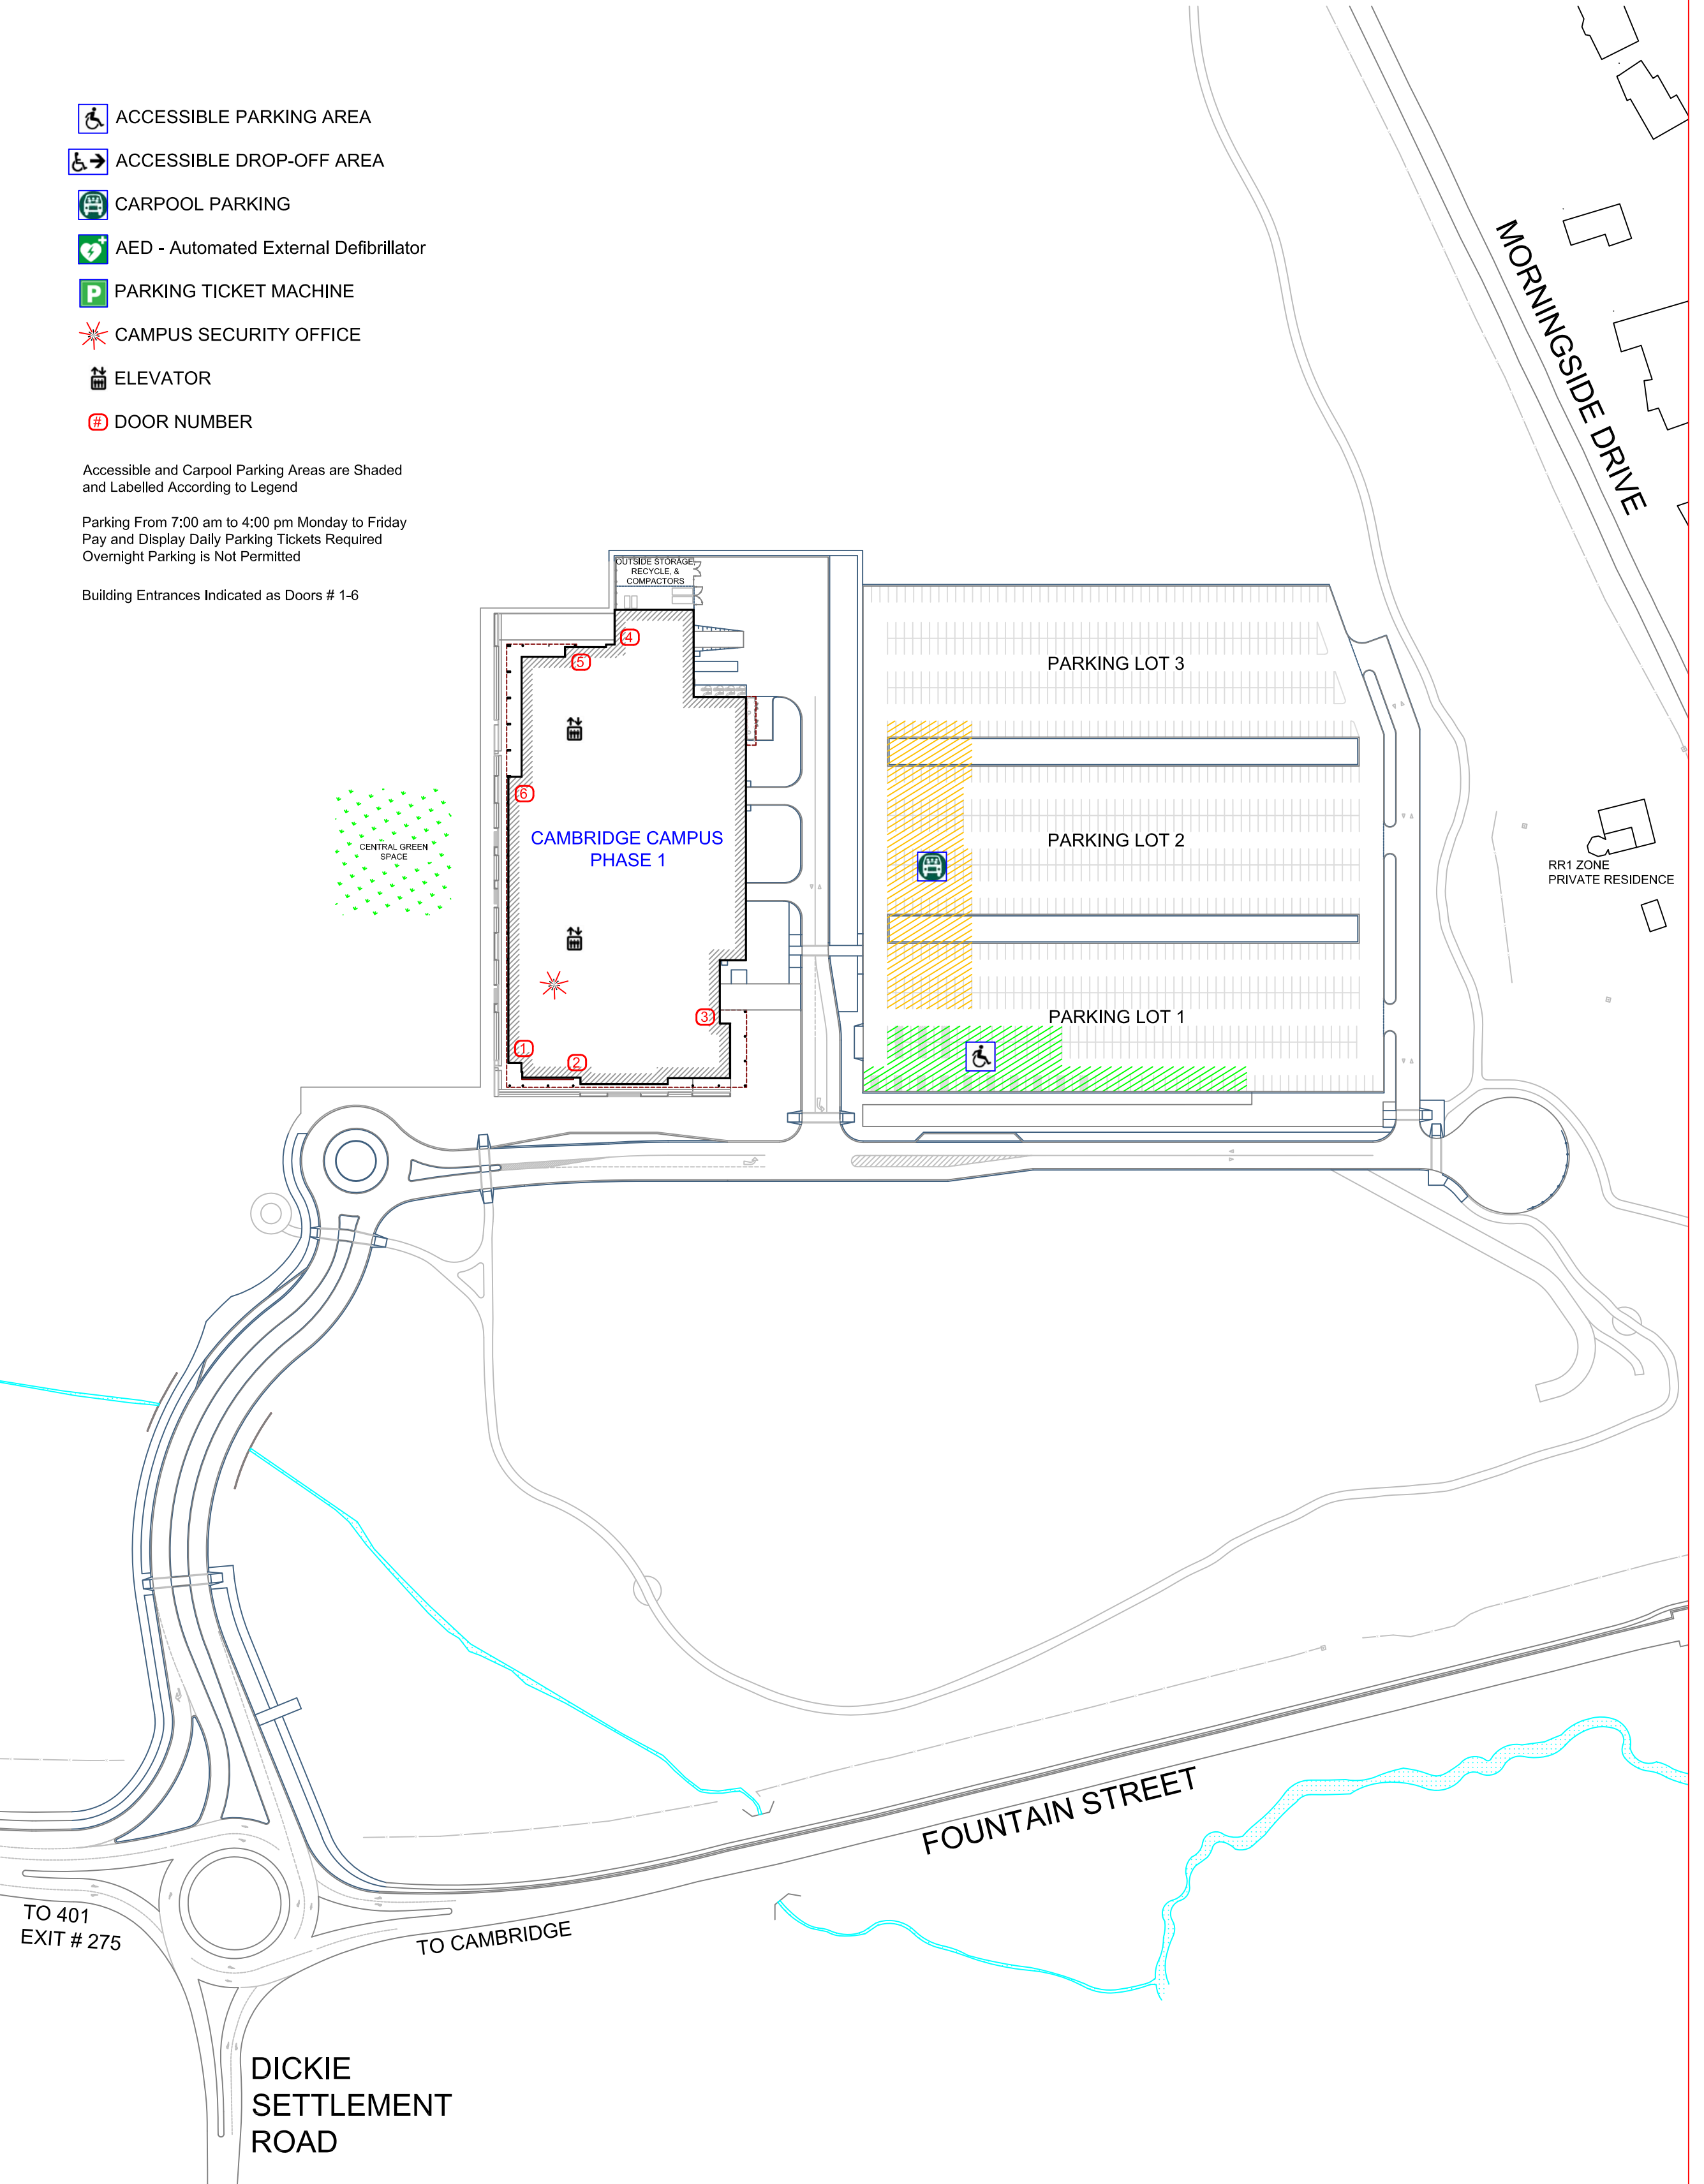 ACCESSIBLE PARKING AREA
ACCESSIBLE DROP-OFF AREA
CARPOOL PARKING
AED - Automated External Defibrillator
P PARKING TICKET MACHINE
CAMPUS SECURITY OFFICE
ELEVATOR
# DOOR NUMBER
Accessible and Carpool Parking Areas are Shaded
and Labelled According to Legend
Parking From 7:00 am to 4:00 pm Monday to Friday
Pay and Display Daily Parking Tickets Required
Overnight Parking is Not Permitted
Building Entrances Indicated as Doors # 1-6
MORNINGSIDE DRIVE
OUTSIDE STORAGE,
RECYCLE, &
COMPACTORS
4
5
6
CAMBRIDGE CAMPUS
PHASE 1
CENTRAL GREEN
SPACE
3
1
2
PARKING LOT 3
PARKING LOT 2
PARKING LOT 1
RR1 ZONE
PRIVATE RESIDENCE
FOUNTAIN STREET
TO 401
EXIT # 275
TO CAMBRIDGE
DICKIE
SETTLEMENT
ROAD